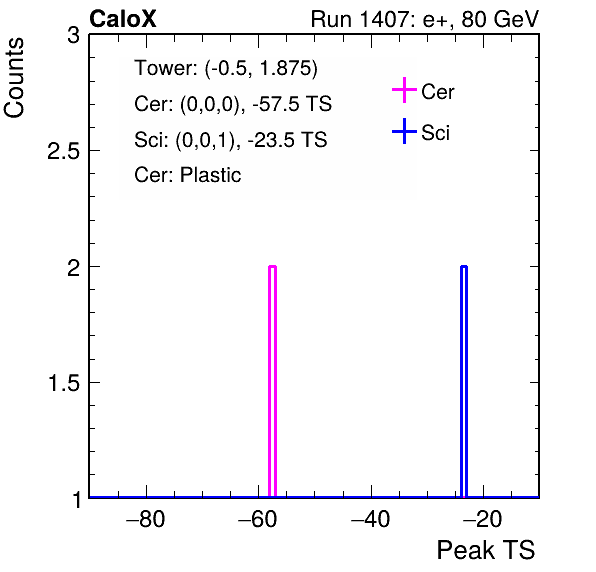 CaloX Run 1407: e+, 80 GeV
Counts
3
2.5
2
1.5
1
Tower: (-0.5, 1.875)
Cer: (0,0,0), -57.5 TS
Sci: (0,0,1), -23.5 TS
Cer: Plastic
Cer
Sci
−80 −60 −40 −20
Peak TS